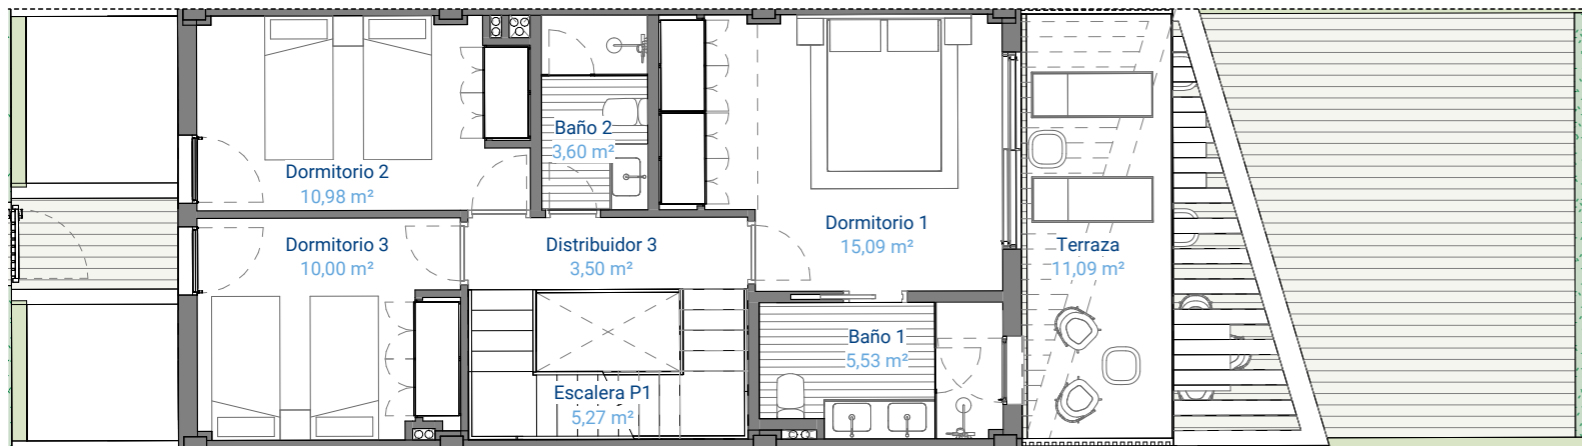 Baño 2
3,60 m²
Dormitorio 2
10,98 m²
Dormitorio 1
15,09 m²
Dormitorio 3
10,00 m²
Distribuidor 3
3,50 m²
Terraza
11,09 m²
Baño 1
5,53 m²
Escalera P1
5,27 m²